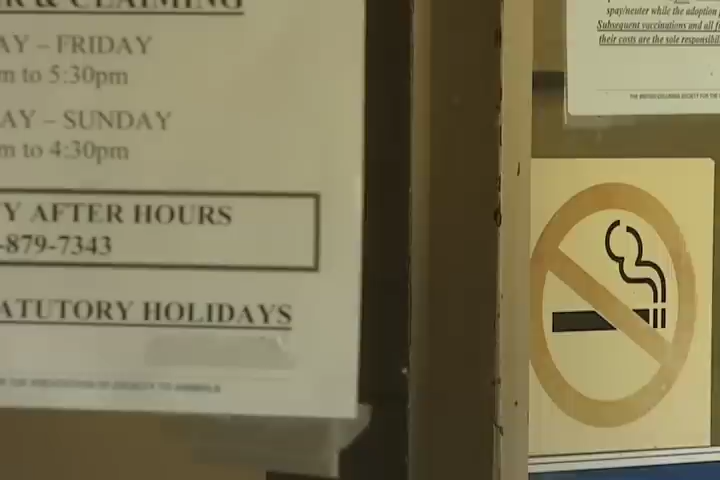 & CLAIMING
AY – FRIDAY
m to 5:30pm
AY – SUNDAY
m to 4:30pm
Y AFTER HOURS
-879-7343
ATUTORY HOLIDAYS
spay/neuter while the adoption
Subsequent vaccinations and all
their costs are the sole responsibil